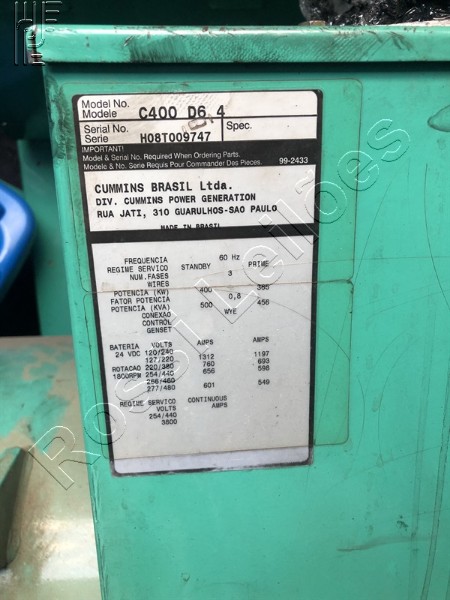 Model No.
Modele C400 D6 4
Serial No.
Serie H08T009747 Spec.
IMPORTANT!
Model & Serial No. Required When Ordering Parts.
Modele & No. Serie Requis Pour Commander Des Pieces. 99-2433
CUMMINS BRASIL Ltda.
DIV. CUMMINS POWER GENERATION
RUA JATI, 310 GUARULHOS-SAO PAULO
MADE IN BRASIL
FREQUENCIA 60 Hz
REGIME SERVICO STANDBY PRIME
NUM.FASES 3
WIRES
POTENCIA (KW) 400 365
FATOR POTENCIA 0,8
POTENCIA (KVA) 500 456
CONEXAO WYE
CONTROL
GENSET
BATERIA VOLTS AMPS AMPS
24 VDC 120/240
127/220 1312 1197
ROTACAO 220/380 760 693
1800RPM 254/440 656 598
266/460
277/480 601 549
REGIME SERVICO CONTINUOUS
VOLTS AMPS
254/440
3800
Rossi Leilões